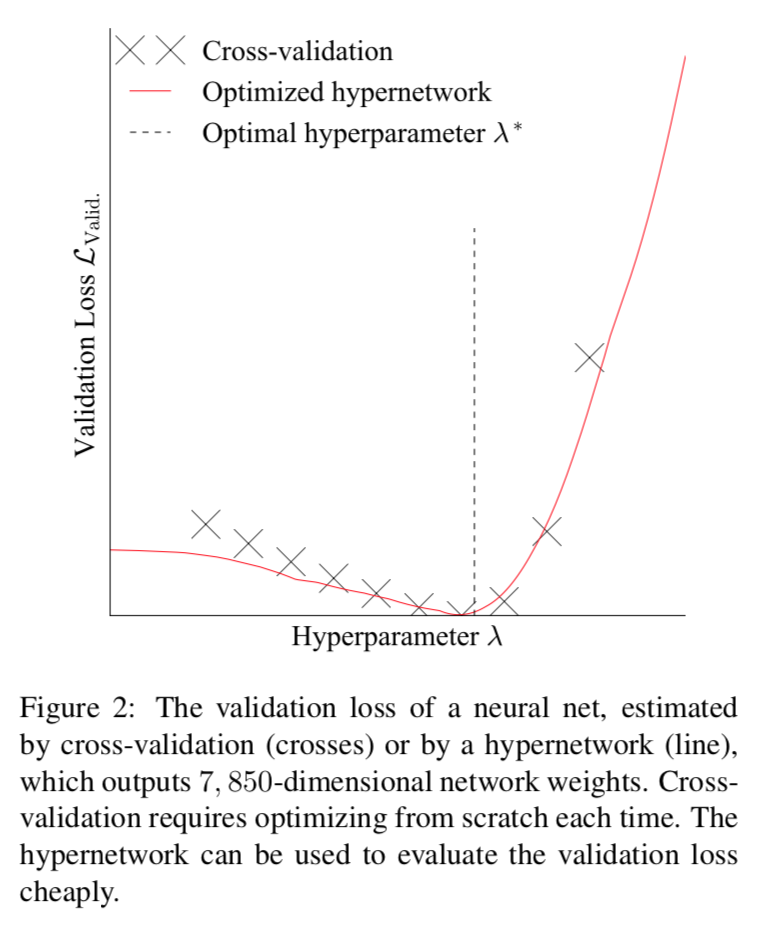 Cross-validation
Optimized hypernetwork
Optimal hyperparameter λ*
Validation Loss ℒ_Valid.
Hyperparameter λ
Figure 2: The validation loss of a neural net, estimated
by cross-validation (crosses) or by a hypernetwork (line),
which outputs 7, 850-dimensional network weights. Cross-
validation requires optimizing from scratch each time. The
hypernetwork can be used to evaluate the validation loss
cheaply.